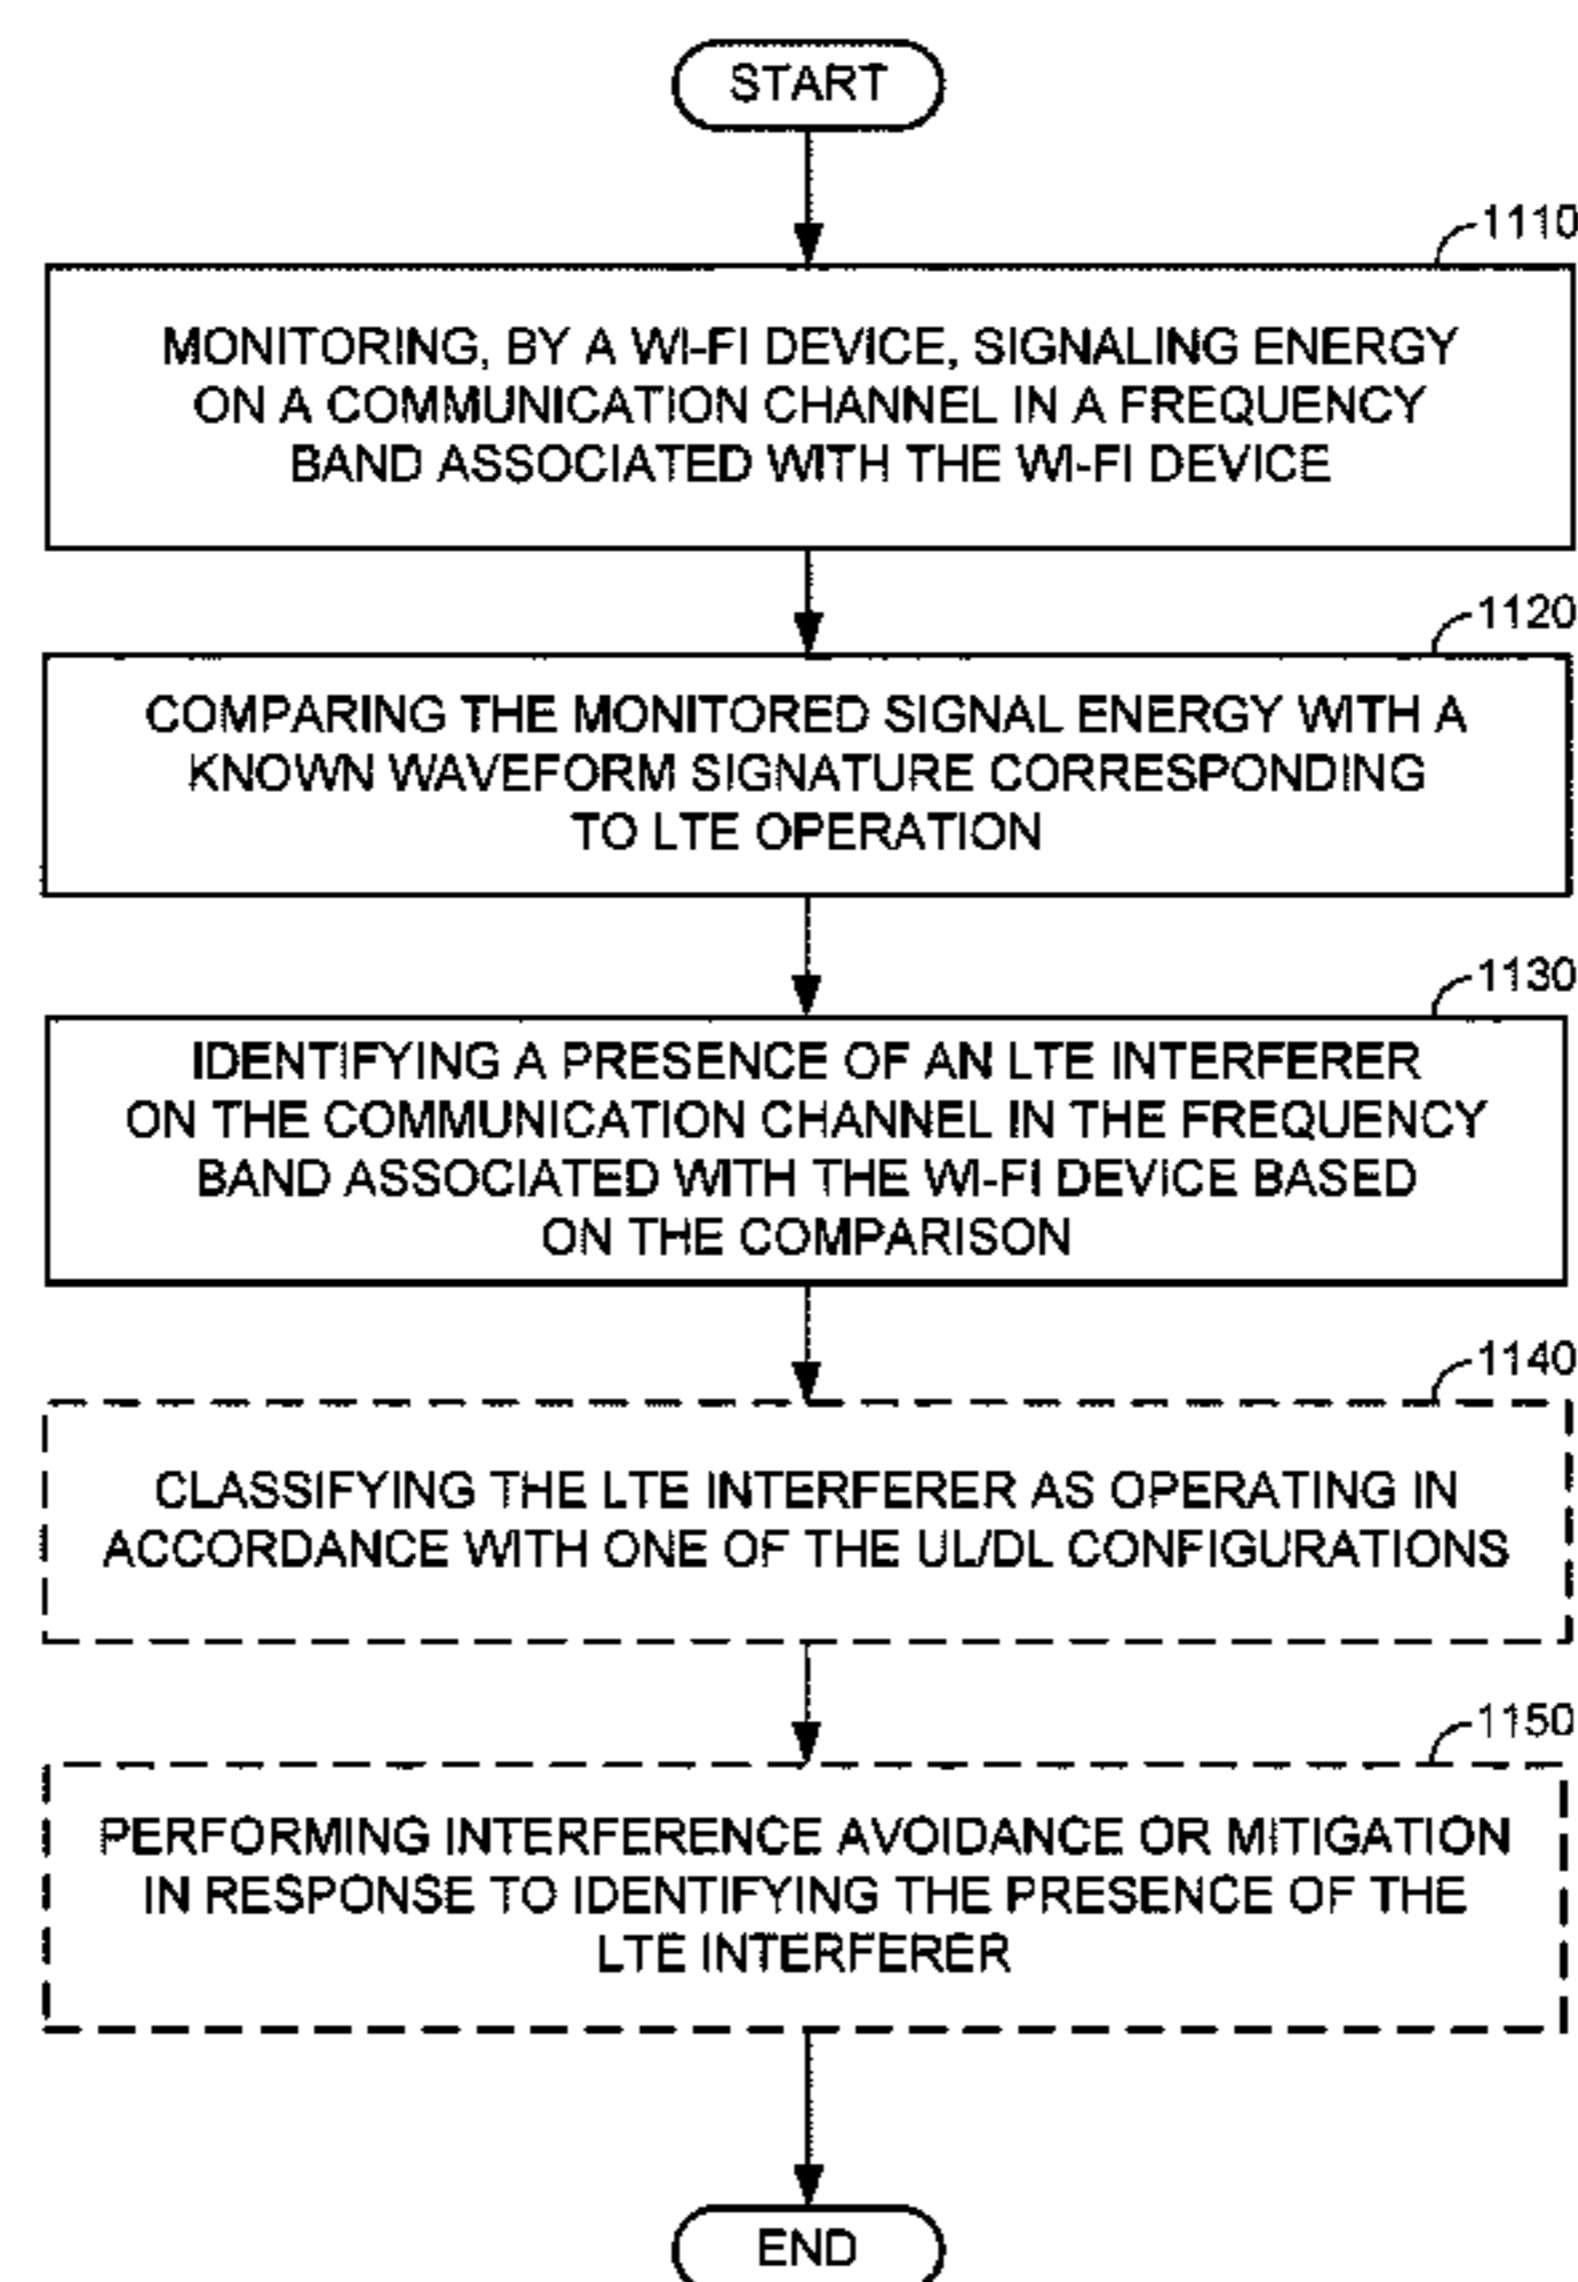 START
1110
MONITORING, BY A WI-FI DEVICE, SIGNALING ENERGY
ON A COMMUNICATION CHANNEL IN A FREQUENCY
BAND ASSOCIATED WITH THE WI-FI DEVICE
1120
COMPARING THE MONITORED SIGNAL ENERGY WITH A
KNOWN WAVEFORM SIGNATURE CORRESPONDING
TO LTE OPERATION
1130
IDENTIFYING A PRESENCE OF AN LTE INTERFERER
ON THE COMMUNICATION CHANNEL IN THE FREQUENCY
BAND ASSOCIATED WITH THE WI-FI DEVICE BASED
ON THE COMPARISON
1140
CLASSIFYING THE LTE INTERFERER AS OPERATING IN
ACCORDANCE WITH ONE OF THE UL/DL CONFIGURATIONS
1150
PERFORMING INTERFERENCE AVOIDANCE OR MITIGATION
IN RESPONSE TO IDENTIFYING THE PRESENCE OF THE
LTE INTERFERER
END